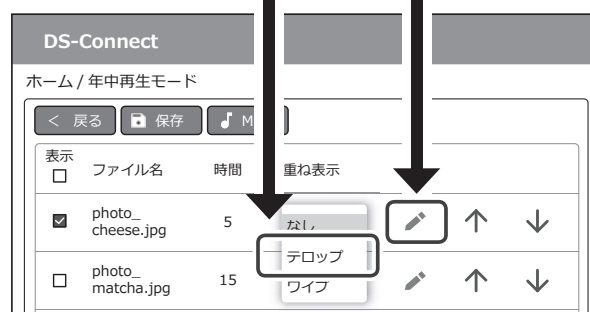 DS-Connect
ホーム / 年中再生モード
< 戻る 保存 M
表示 ファイル名 時間 重ね表示
photo_
cheese.jpg 5 なし
テロップ
photo_
matcha.jpg 15 ワイプ